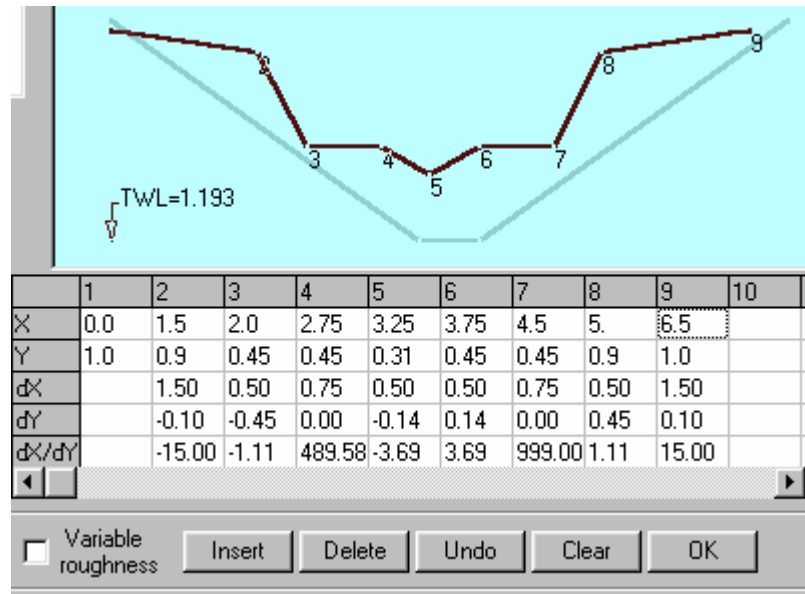 2
8
9
3
4
6
7
5
TWL=1.193
1 2 3 4 5 6 7 8 9 10
X 0.0 1.5 2.0 2.75 3.25 3.75 4.5 5. 6.5
Y 1.0 0.9 0.45 0.45 0.31 0.45 0.45 0.9 1.0
dX 1.50 0.50 0.75 0.50 0.50 0.75 0.50 1.50
dY -0.10 -0.45 0.00 -0.14 0.14 0.00 0.45 0.10
dX/dY -15.00 -1.11 489.58 -3.69 3.69 999.00 1.11 15.00
Variable
roughness
Insert Delete Undo Clear OK